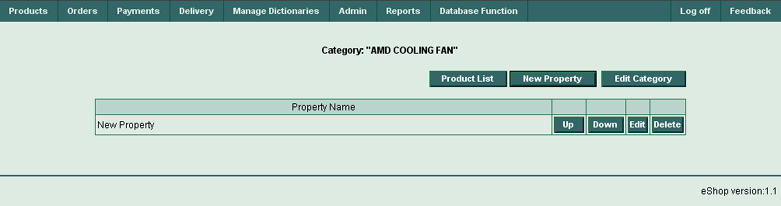 Products Orders Payments Delivery Manage Dictionaries Admin Reports Database Function Log off Feedback
Category: "AMD COOLING FAN"
Product List New Property Edit Category
Property Name
New Property Up Down Edit Delete
eShop version:1.1